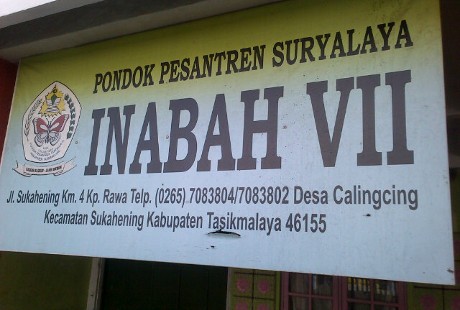 PONDOK PESANTREN SURYALAYA
INABAH VII
Jl. Sukahening Km. 4 Kp. Rawa Telp. (0265) 7083804/7083802 Desa Calingcing
Kecamatan Sukahening Kabupaten Tasikmalaya 46155